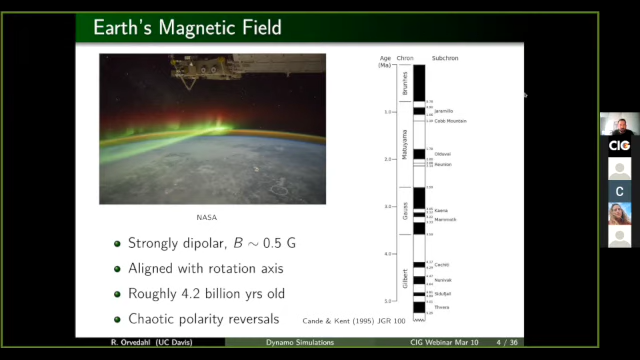 Earth's Magnetic Field
NASA
Strongly dipolar, B ∼ 0.5 G
Aligned with rotation axis
Roughly 4.2 billion yrs old
Chaotic polarity reversals
Age Chron Subchron
(Ma)
Brunhes
Jaramillo
Cobb Mountain
Matuyama
Olduvai
2.0
Reunion
Gauss
3.0
Kaena
Mammoth
4.0
Gilbert
Cochiti
Nunivak
Sidufjall
Thvera
5.0
Cande & Kent (1995) JGR 100
R. Orvedahl (UC Davis) Dynamo Simulations CIG Webinar Mar 10 4 / 36
CIG
C